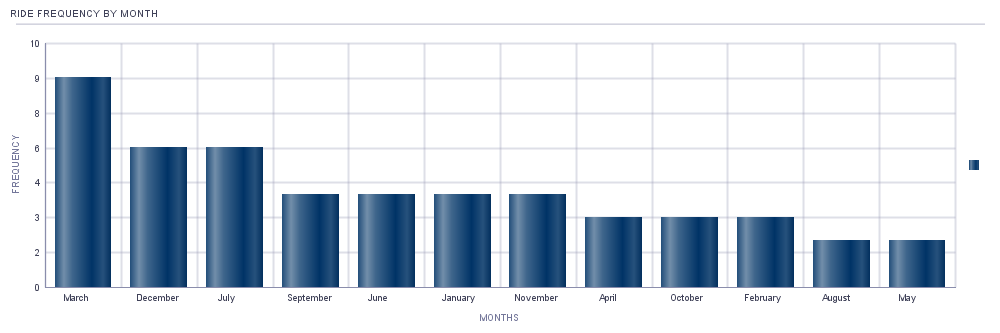 RIDE FREQUENCY BY MONTH
10
9
8
6
4
3
2
0
FREQUENCY
March December July September June January November April October February August May
MONTHS